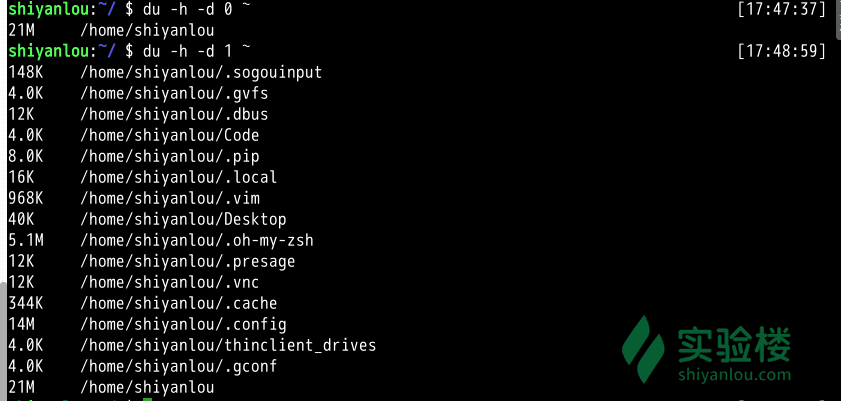 shiyanlou:~/ $ du -h -d 0 ~ [17:47:37]
21M /home/shiyanlou
shiyanlou:~/ $ du -h -d 1 ~ [17:48:59]
148K /home/shiyanlou/.sogouinput
4.0K /home/shiyanlou/.gvfs
12K /home/shiyanlou/.dbus
4.0K /home/shiyanlou/Code
8.0K /home/shiyanlou/.pip
16K /home/shiyanlou/.local
968K /home/shiyanlou/.vim
40K /home/shiyanlou/Desktop
5.1M /home/shiyanlou/.oh-my-zsh
12K /home/shiyanlou/.presage
12K /home/shiyanlou/.vnc
344K /home/shiyanlou/.cache
14M /home/shiyanlou/.config
4.0K /home/shiyanlou/thinclient_drives
4.0K /home/shiyanlou/.gconf
21M /home/shiyanlou
实验楼
shiyanlou.com